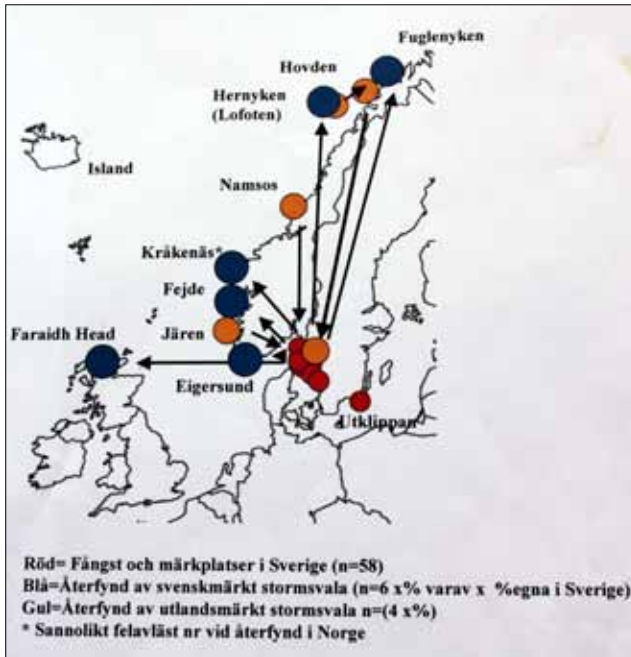 Fuglenyken
Hovden
Hernyken
(Lofoten)
Island
Namsos
Kråkenäs*
Fejde
Faraidh Head
Jären
Eigersund
Utklippan
Röd= Fångst och märkplatser i Sverige (n=58)
Blå=Återfynd av svenskmärkt stormsvala (n=6 x% varav x %egna i Sverige)
Gul=Återfynd av utlandsmärkt stormsvala n=(4 x%)
* Sannolikt felavläst nr vid återfynd i Norge